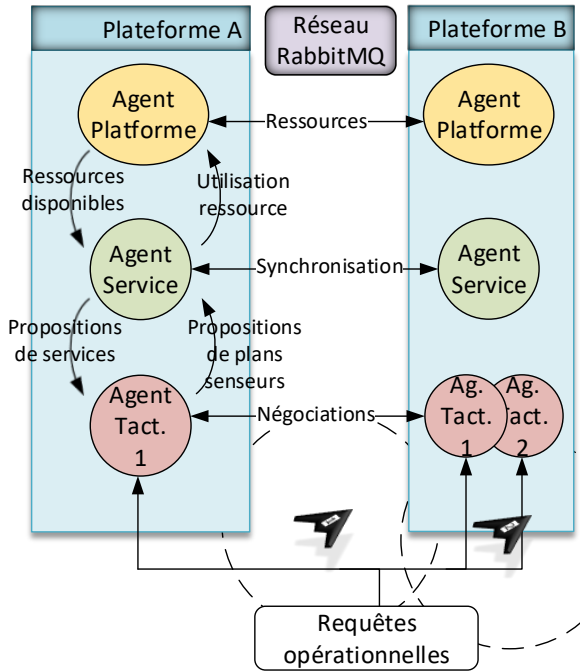 Plateforme A
Réseau
RabbitMQ
Plateforme B
Agent
Platforme
Ressources
Agent
Platforme
Ressources
disponibles
Utilisation
ressource
Agent
Service
Synchronisation
Agent
Service
Propositions
de services
Propositions
de plans
senseurs
Agent
Tact.
1
Négociations
Ag.
Tact.
1
Ag.
Tact.
2
Requêtes
opérationnelles